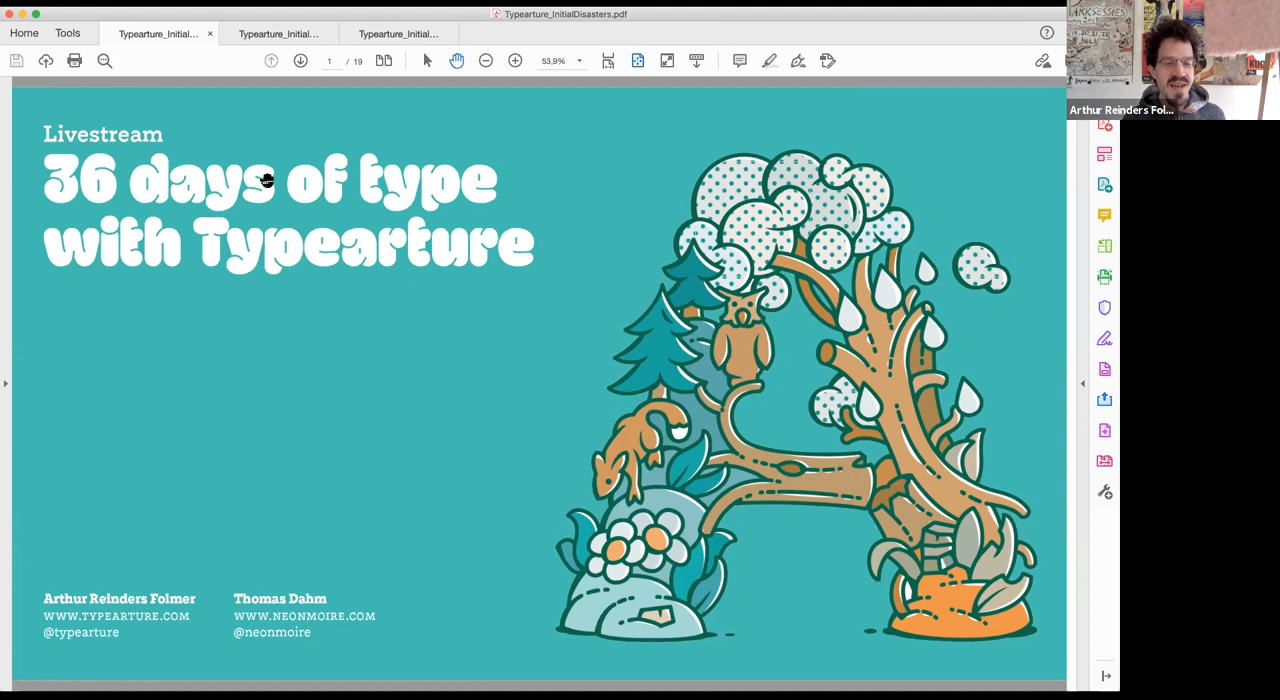 Typearture_InitialDisasters.pdf
Home
Tools
Typearture_Initial...
Typearture_Initial...
Typearture_Initial...
1 / 19
53,9%
Arthur Reinders Fol...
Livestream
36 days of type
with Typearture
Arthur Reinders Folmer
WWW.TYPEARTURE.COM
@typearture
Thomas Dahm
WWW.NEONMOIRE.COM
@neonmoire